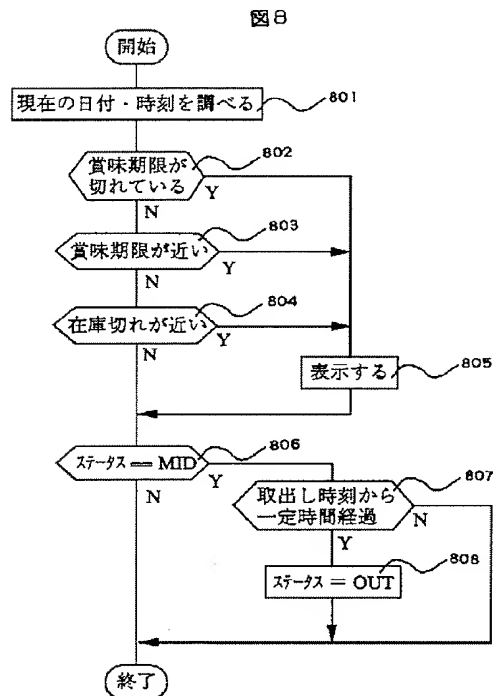 図8
開始
現在の日付・時刻を調べる
801
賞味期限が
切れている
802
Y
N
賞味期限が近い
803
Y
N
在庫切れが近い
804
Y
N
表示する
805
ステータス == MID
806
Y
N
取出し時刻から
一定時間経過
807
N
Y
ステータス = OUT
808
終了